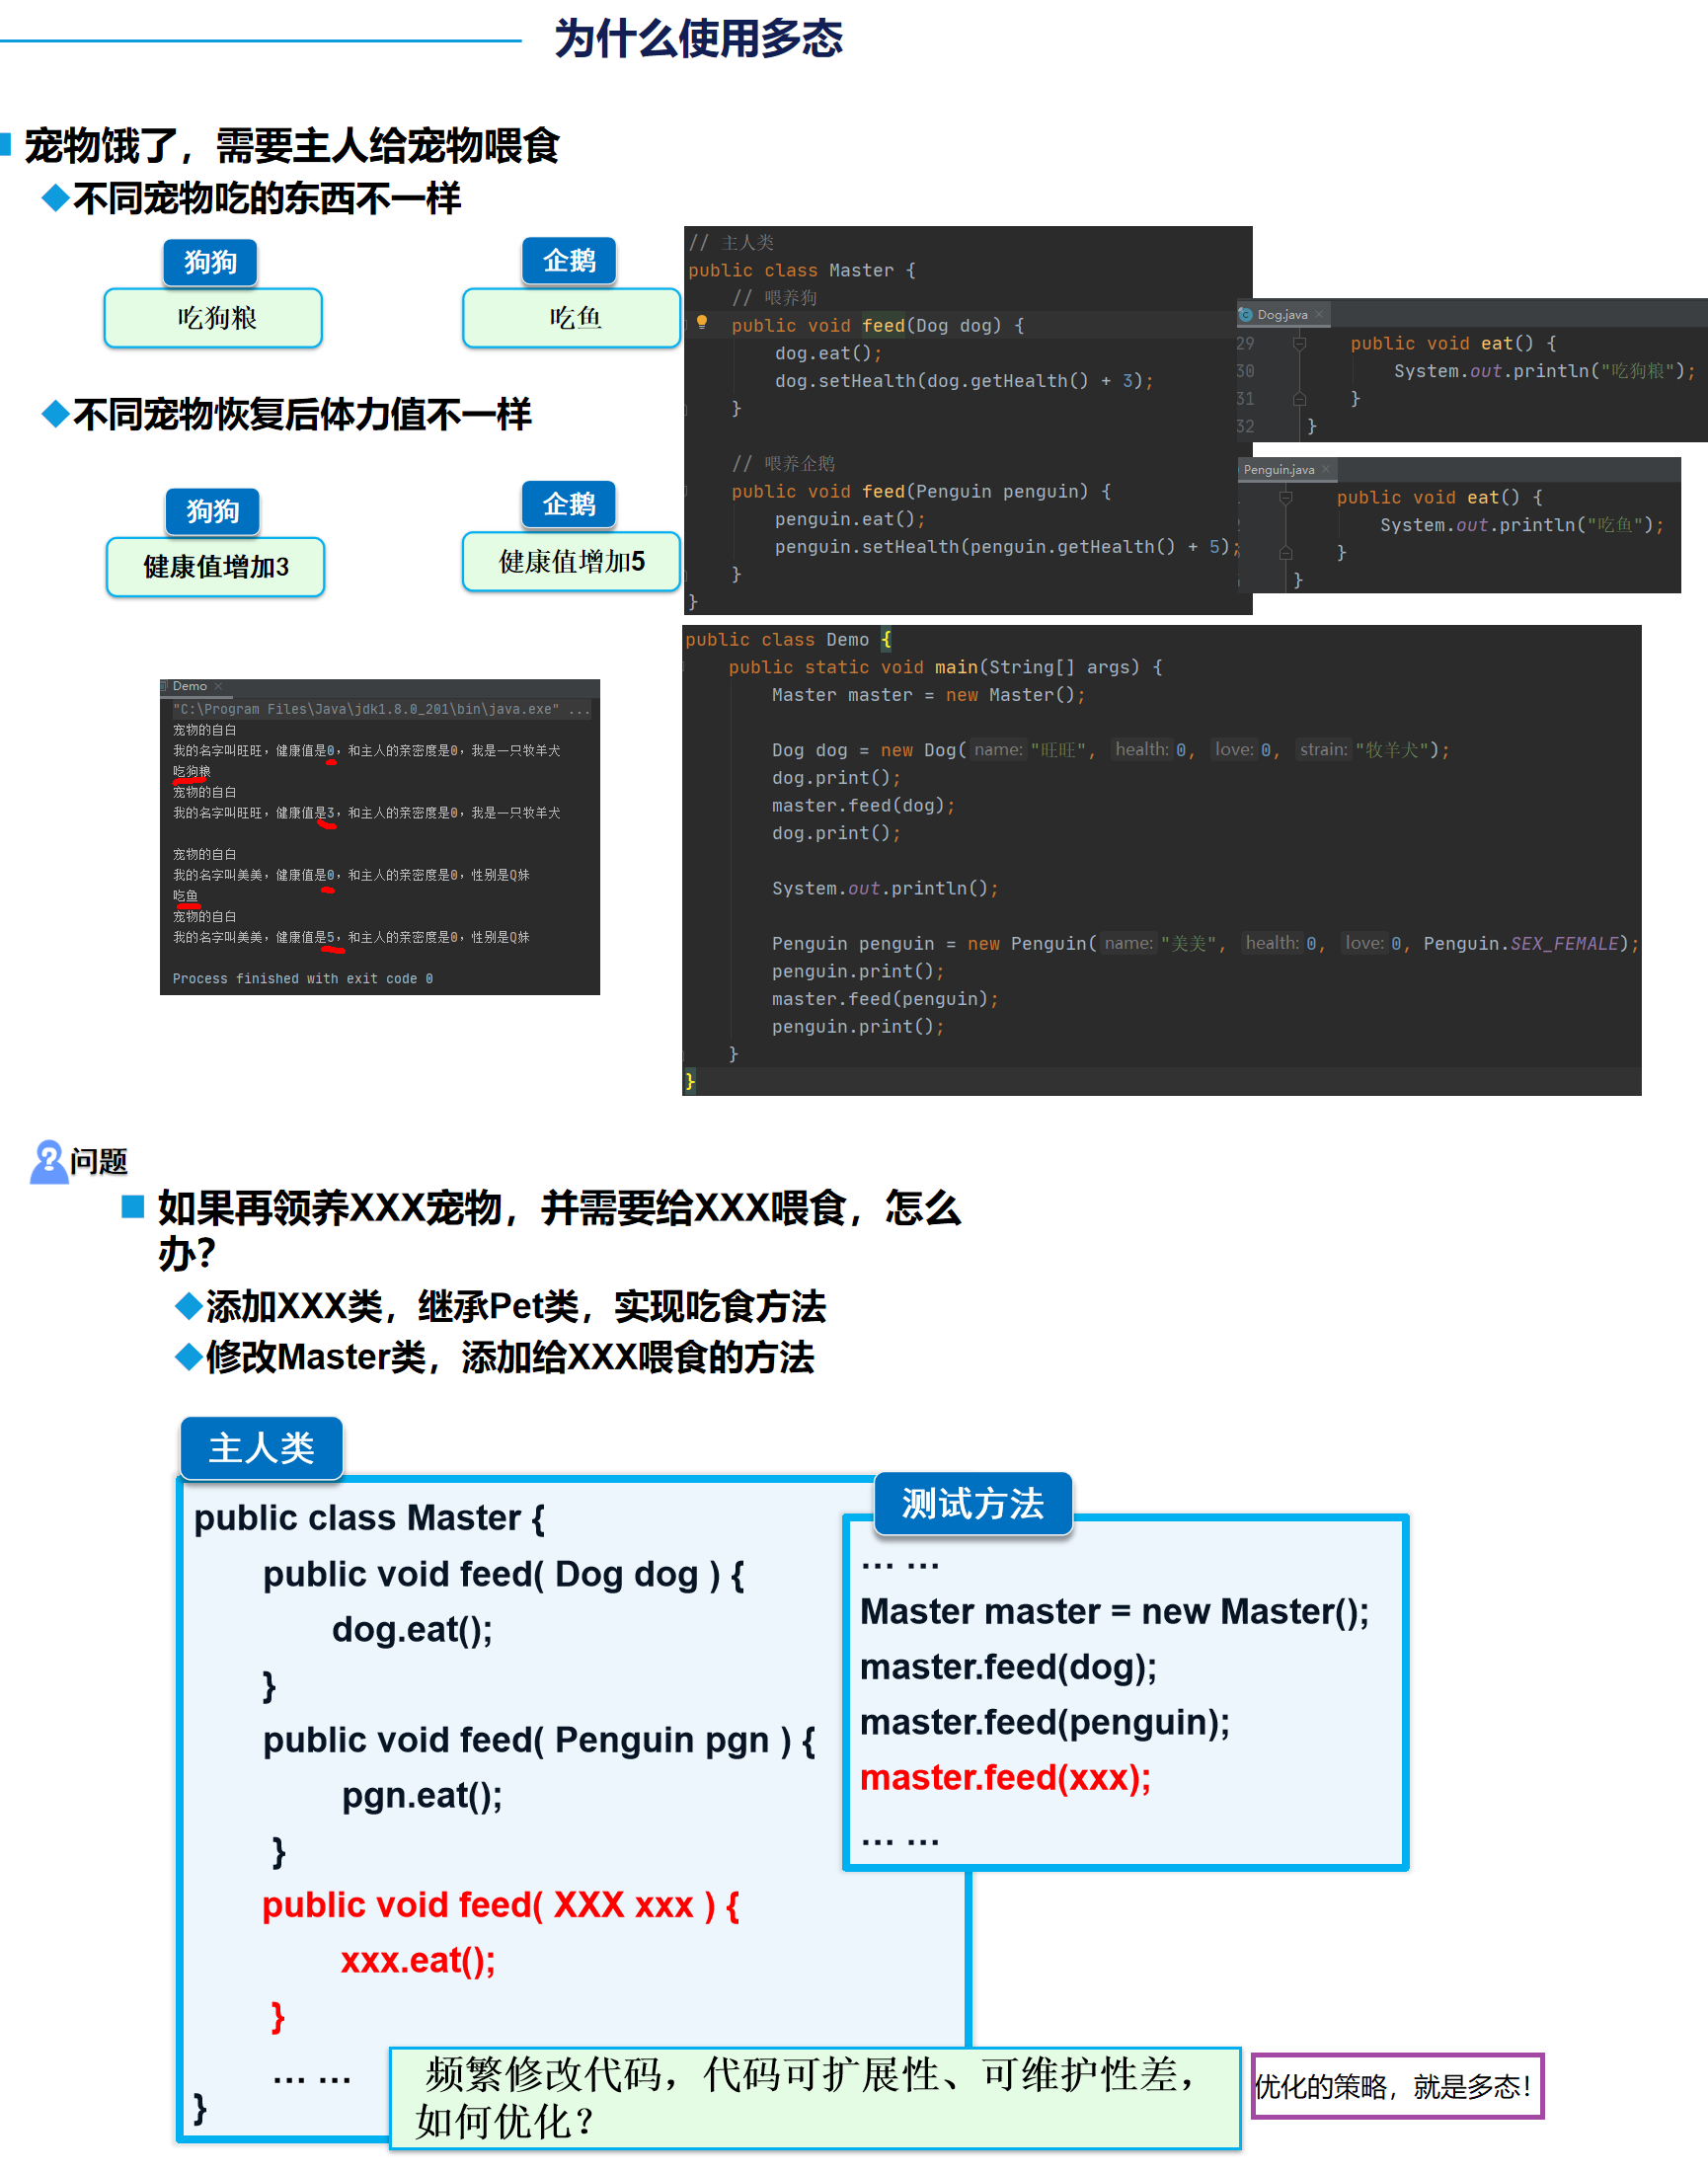 为什么使用多态
宠物饿了，需要主人给宠物喂食
不同宠物吃的东西不一样
狗狗
吃狗粮
企鹅
吃鱼
不同宠物恢复后体力值不一样
狗狗
健康值增加3
企鹅
健康值增加5
// 主人类
public class Master {
// 喂养狗
public void feed(Dog dog) {
dog.eat();
dog.setHealth(dog.getHealth() + 3);
}
// 喂养企鹅
public void feed(Penguin penguin) {
penguin.eat();
penguin.setHealth(penguin.getHealth() + 5);
}
}
Dog.java
29 public void eat() {
30 System.out.println("吃狗粮");
31 }
32 }
Penguin.java
public void eat() {
System.out.println("吃鱼");
}
}
Demo
"C:\Program Files\Java\jdk1.8.0_201\bin\java.exe" ...
宠物的自白
我的名字叫旺旺，健康值是0，和主人的亲密度是0，我是一只牧羊犬
吃狗粮
宠物的自白
我的名字叫旺旺，健康值是3，和主人的亲密度是0，我是一只牧羊犬
宠物的自白
我的名字叫美美，健康值是0，和主人的亲密度是0，性别是Q妹
吃鱼
宠物的自白
我的名字叫美美，健康值是5，和主人的亲密度是0，性别是Q妹
Process finished with exit code 0
public class Demo {
public static void main(String[] args) {
Master master = new Master();
Dog dog = new Dog( name: "旺旺", health: 0, love: 0, strain: "牧羊犬");
dog.print();
master.feed(dog);
dog.print();
System.out.println();
Penguin penguin = new Penguin( name: "美美", health: 0, love: 0, Penguin.SEX_FEMALE);
penguin.print();
master.feed(penguin);
penguin.print();
}
}
问题
如果再领养XXX宠物，并需要给XXX喂食，怎么
办？
添加XXX类，继承Pet类，实现吃食方法
修改Master类，添加给XXX喂食的方法
主人类
public class Master {
public void feed( Dog dog ) {
dog.eat();
}
public void feed( Penguin pgn ) {
pgn.eat();
}
public void feed( XXX xxx ) {
xxx.eat();
}
… …
}
测试方法
… …
Master master = new Master();
master.feed(dog);
master.feed(penguin);
master.feed(xxx);
… …
频繁修改代码，代码可扩展性、可维护性差，
如何优化？
优化的策略，就是多态！